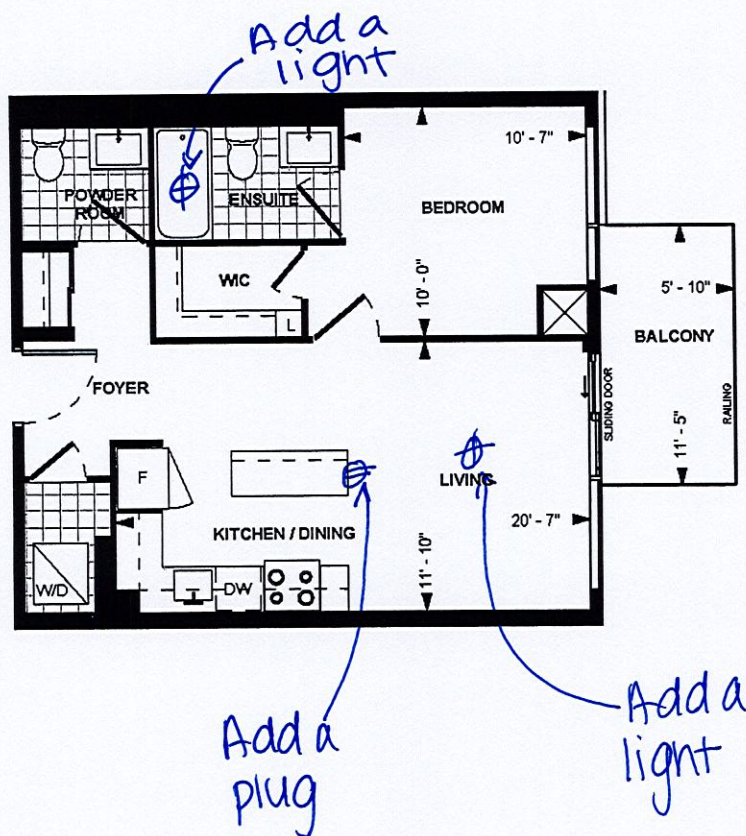 Add a
light
10' - 7"
POWDER
ROOM
ENSUITE
BEDROOM
WIC
10' - 0"
5' - 10"
L
BALCONY
FOYER
SLIDING DOOR
RAILING
11' - 5"
F
LIVING
KITCHEN / DINING
20' - 7"
W/D
DW
11' - 10"
Add a
plug
Add a
light